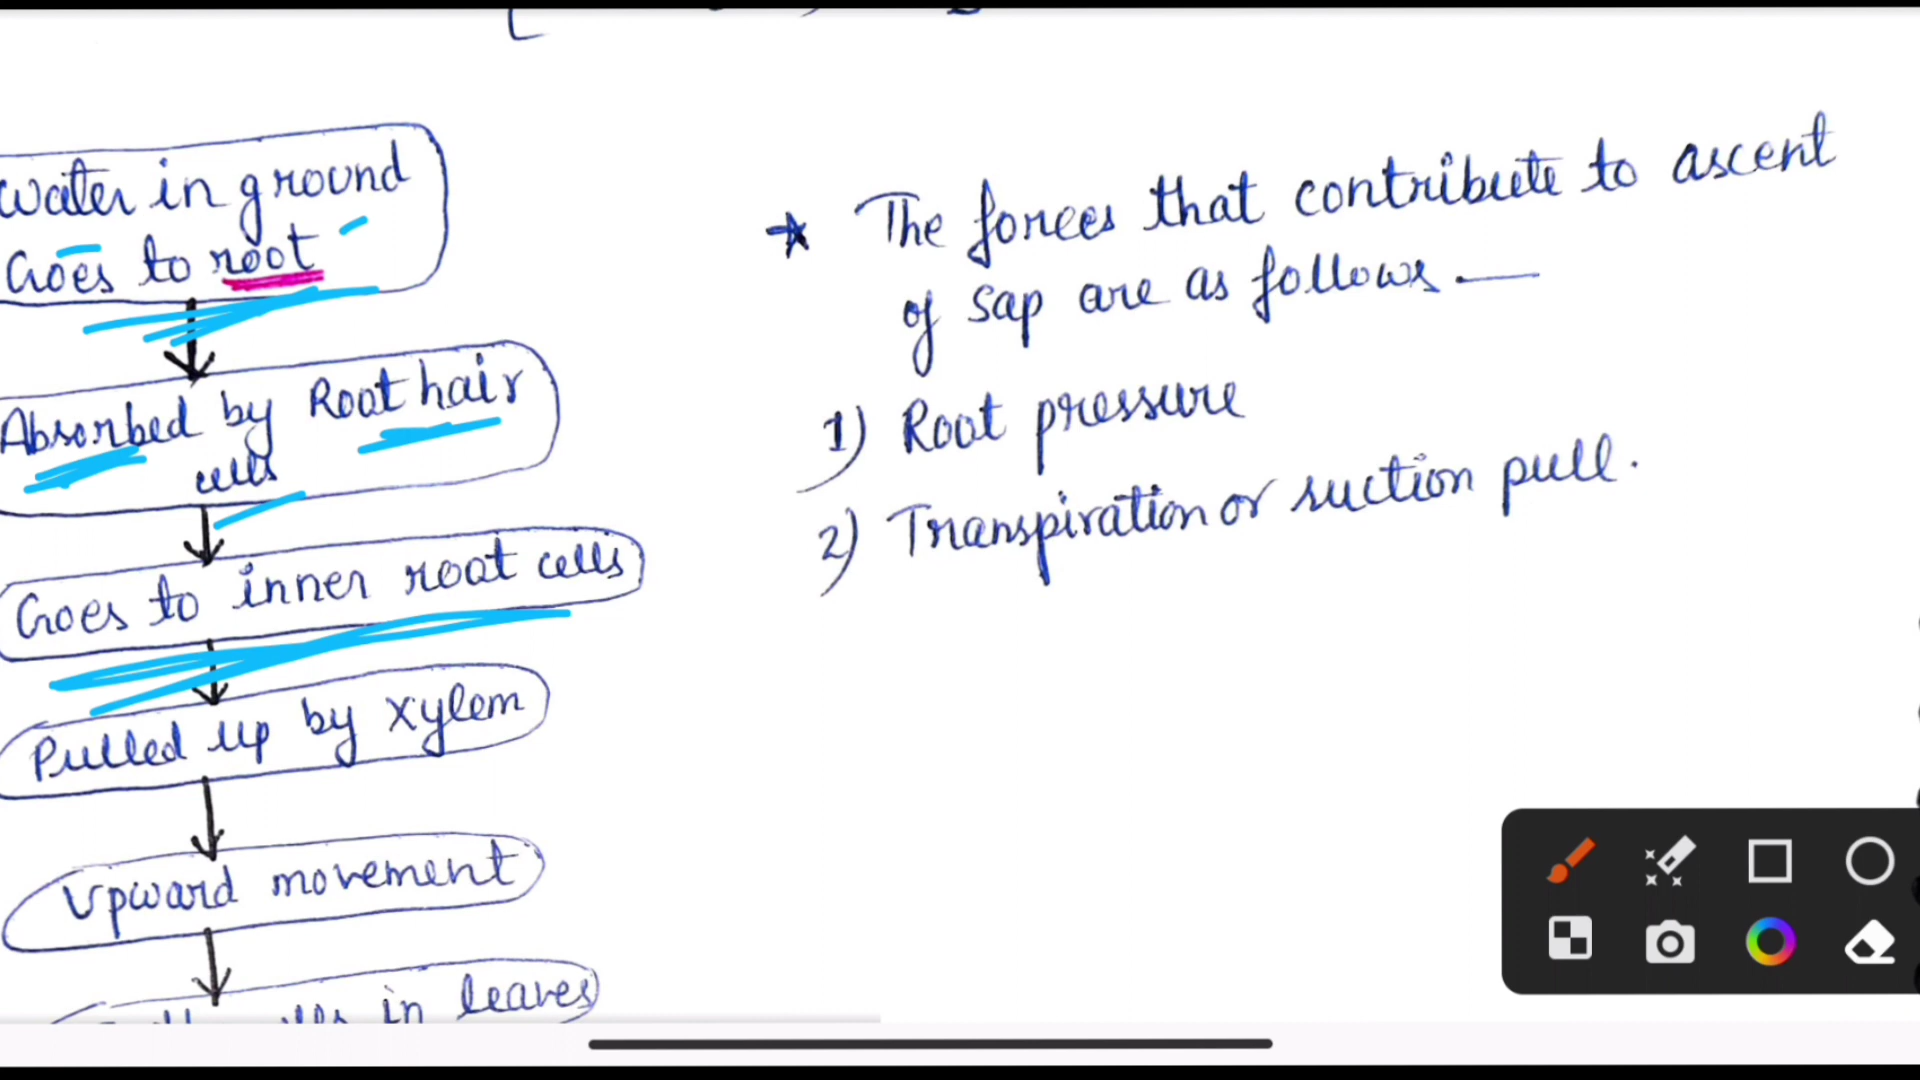 Water in ground
Goes to root
Absorbed by Root hair
cells
Goes to inner root cells
Pulled up by xylem
Upward movement
in leaves
* The forces that contribute to ascent
of sap are as follows —
1) Root pressure
2) Transpiration or suction pull.